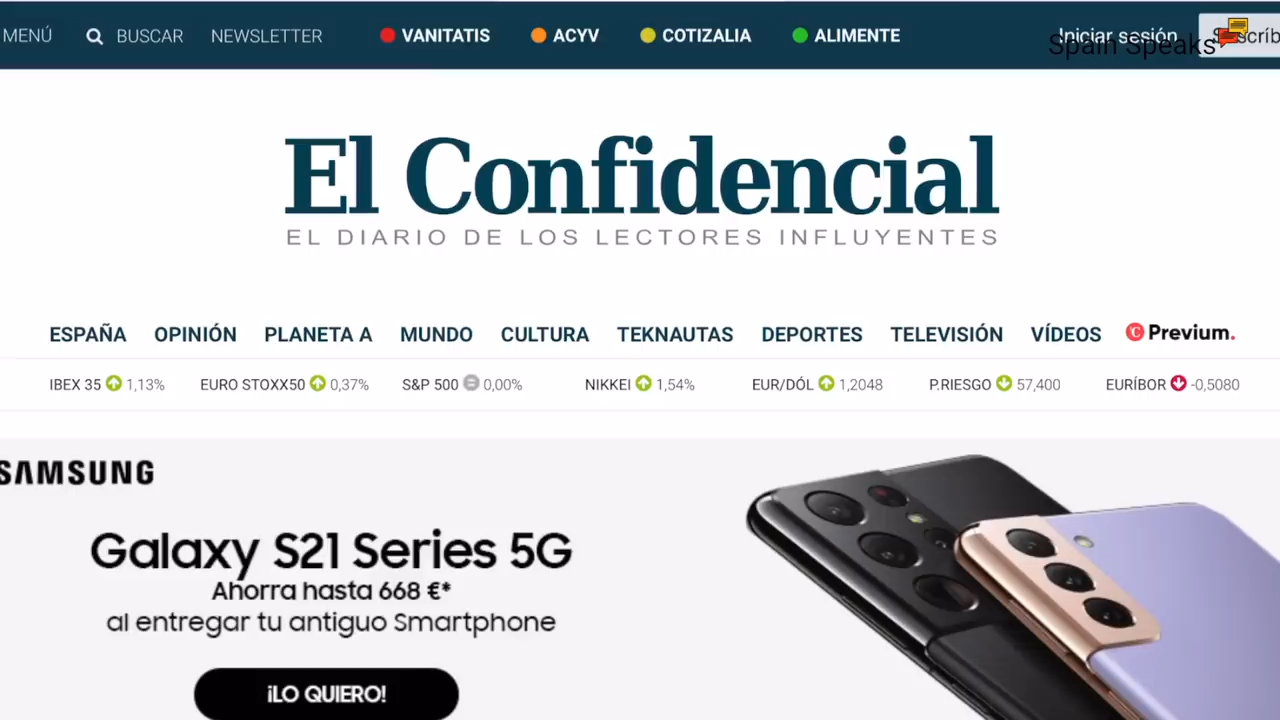 MENÚ BUSCAR NEWSLETTER VANITATIS ACYV COTIZALIA ALIMENTE Iniciar sesión
Spain Speaks
El Confidencial
EL DIARIO DE LOS LECTORES INFLUYENTES
ESPAÑA OPINIÓN PLANETA A MUNDO CULTURA TEKNAUTAS DEPORTES TELEVISIÓN VÍDEOS Previum.
IBEX 35 1,13% EURO STOXX50 0,37% S&P 500 0,00% NIKKEI 1,54% EUR/DÓL 1,2048 P.RIESGO 57,400 EURÍBOR -0,5080
SAMSUNG
Galaxy S21 Series 5G
Ahorra hasta 668 €*
al entregar tu antiguo Smartphone
¡LO QUIERO!